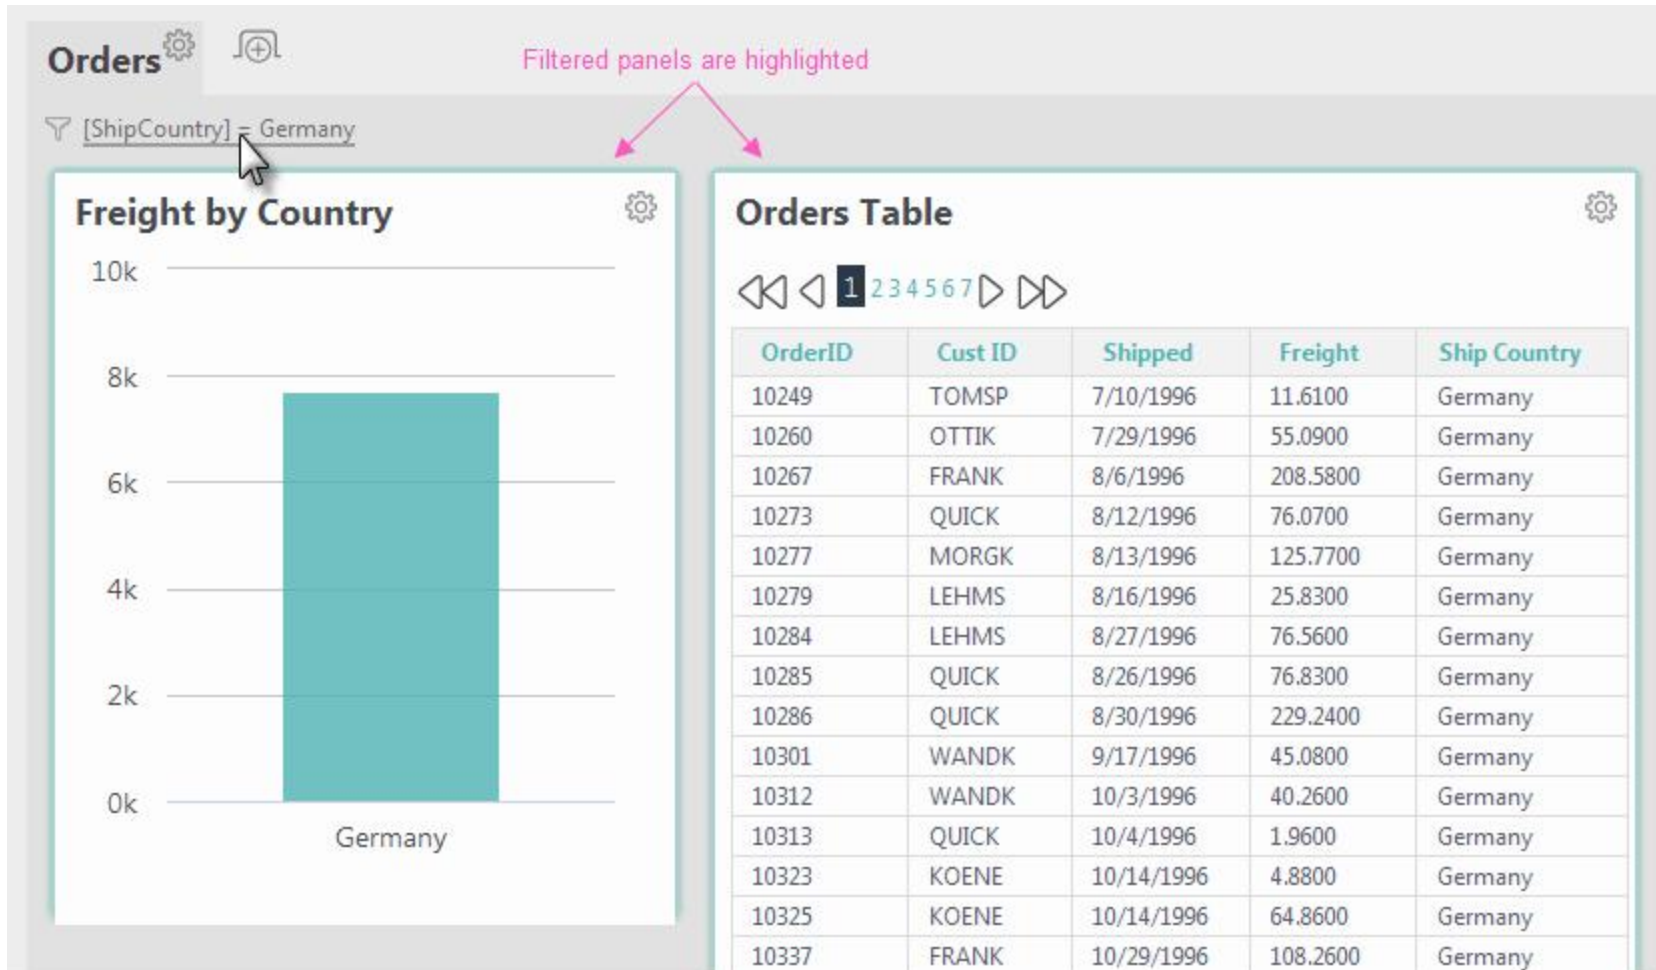 Orders
Filtered panels are highlighted
[ShipCountry] = Germany
Freight by Country
10k
8k
6k
4k
2k
0k
Germany
Orders Table
1 2 3 4 5 6 7
OrderID Cust ID Shipped Freight Ship Country
10249 TOMSP 7/10/1996 11.6100 Germany
10260 OTTIK 7/29/1996 55.0900 Germany
10267 FRANK 8/6/1996 208.5800 Germany
10273 QUICK 8/12/1996 76.0700 Germany
10277 MORGK 8/13/1996 125.7700 Germany
10279 LEHMS 8/16/1996 25.8300 Germany
10284 LEHMS 8/27/1996 76.5600 Germany
10285 QUICK 8/26/1996 76.8300 Germany
10286 QUICK 8/30/1996 229.2400 Germany
10301 WANDK 9/17/1996 45.0800 Germany
10312 WANDK 10/3/1996 40.2600 Germany
10313 QUICK 10/4/1996 1.9600 Germany
10323 KOENE 10/14/1996 4.8800 Germany
10325 KOENE 10/14/1996 64.8600 Germany
10337 FRANK 10/29/1996 108.2600 Germany